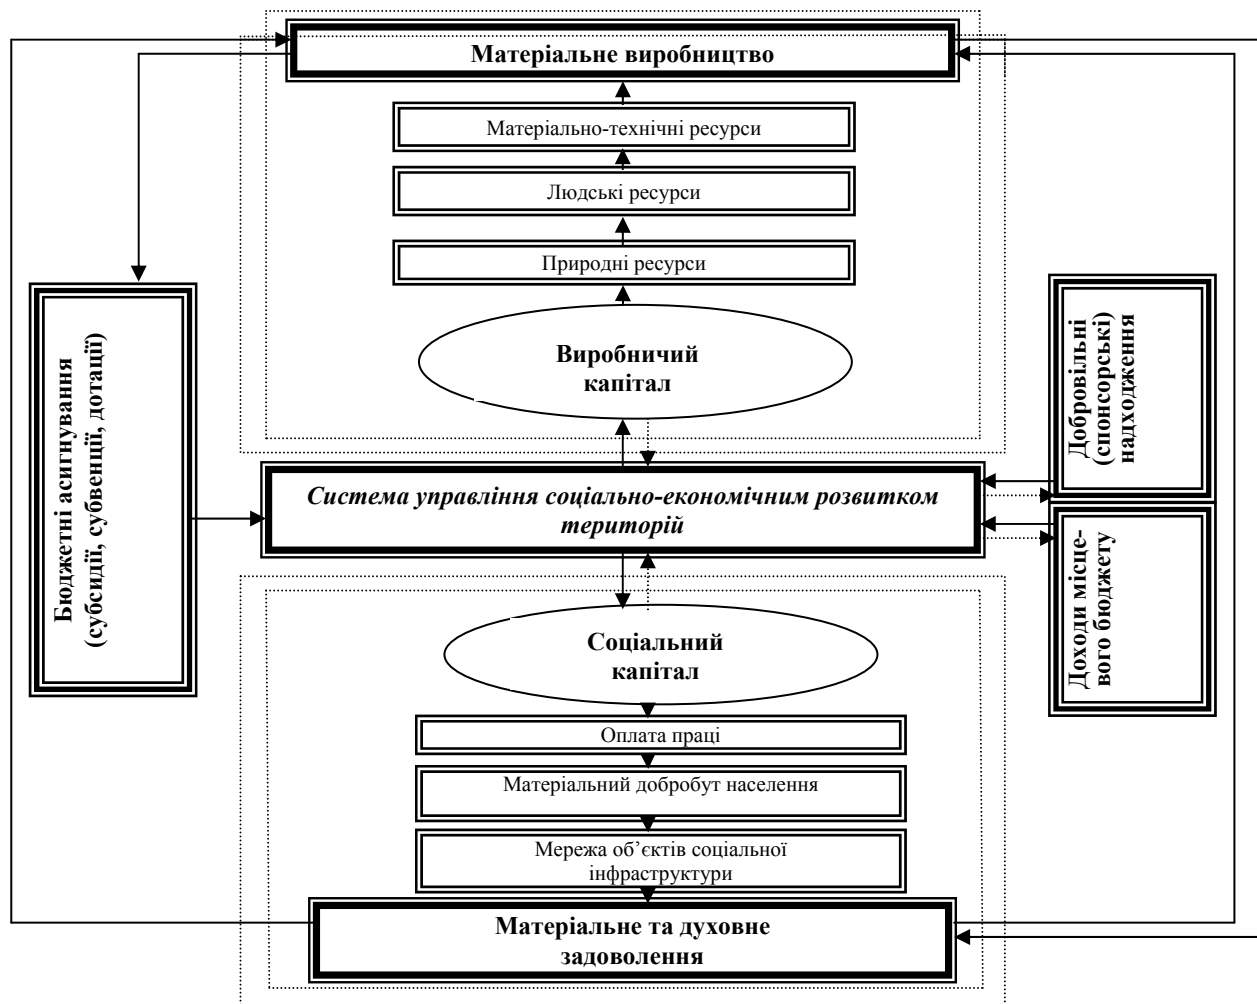 Матеріальне виробництво
Матеріально-технічні ресурси
Людські ресурси
Природні ресурси
Виробничий
капітал
Бюджетні асигнування
(субсидії, субвенції, дотації)
Добровільні
(спонсорські)
надходження
Система управління соціально-економічним розвитком
територій
Доходи місце-
вого бюджету
Соціальний
капітал
Оплата праці
Матеріальний добробут населення
Мережа об’єктів соціальної
інфраструктури
Матеріальне та духовне
задоволення